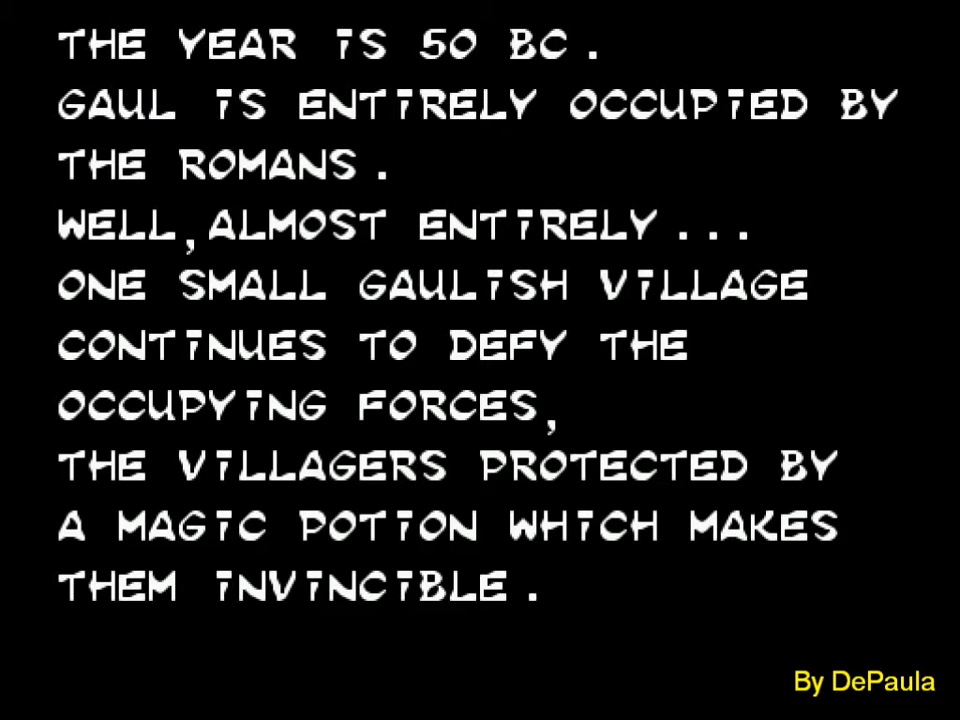 THE YEAR IS 50 BC.
GAUL IS ENTIRELY OCCUPIED BY
THE ROMANS.
WELL,ALMOST ENTIRELY...
ONE SMALL GAULISH VILLAGE
CONTINUES TO DEFY THE
OCCUPYING FORCES,
THE VILLAGERS PROTECTED BY
A MAGIC POTION WHICH MAKES
THEM INVINCIBLE.
By DePaula